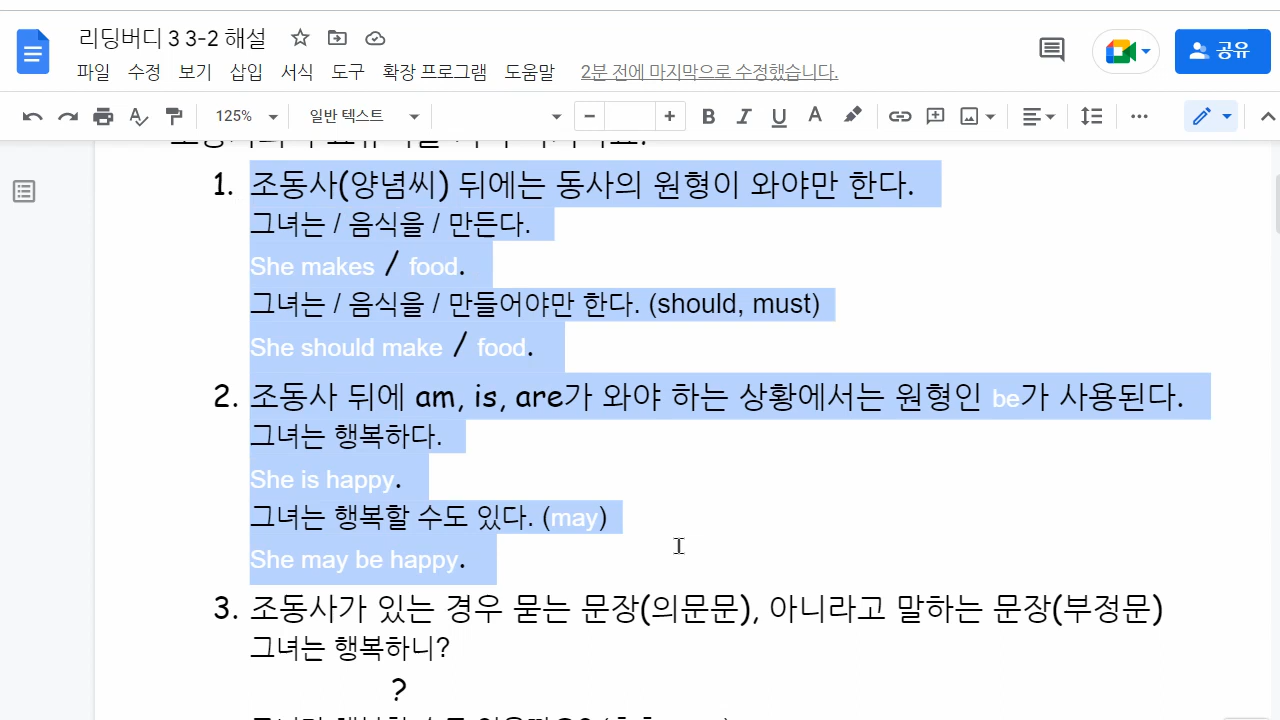 리딩버디 3 3-2 해설
파일 수정 보기 삽입 서식 도구 확장 프로그램 도움말 2분 전에 마지막으로 수정했습니다.
공유
125% 일반 텍스트 − + B I U A ...
1. 조동사(양념씨) 뒤에는 동사의 원형이 와야만 한다.
그녀는 / 음식을 / 만든다.
She makes / food.
그녀는 / 음식을 / 만들어야만 한다. (should, must)
She should make / food.
2. 조동사 뒤에 am, is, are가 와야 하는 상황에서는 원형인 be가 사용된다.
그녀는 행복하다.
She is happy.
그녀는 행복할 수도 있다. (may)
She may be happy.
3. 조동사가 있는 경우 묻는 문장(의문문), 아니라고 말하는 문장(부정문)
그녀는 행복하니?
?